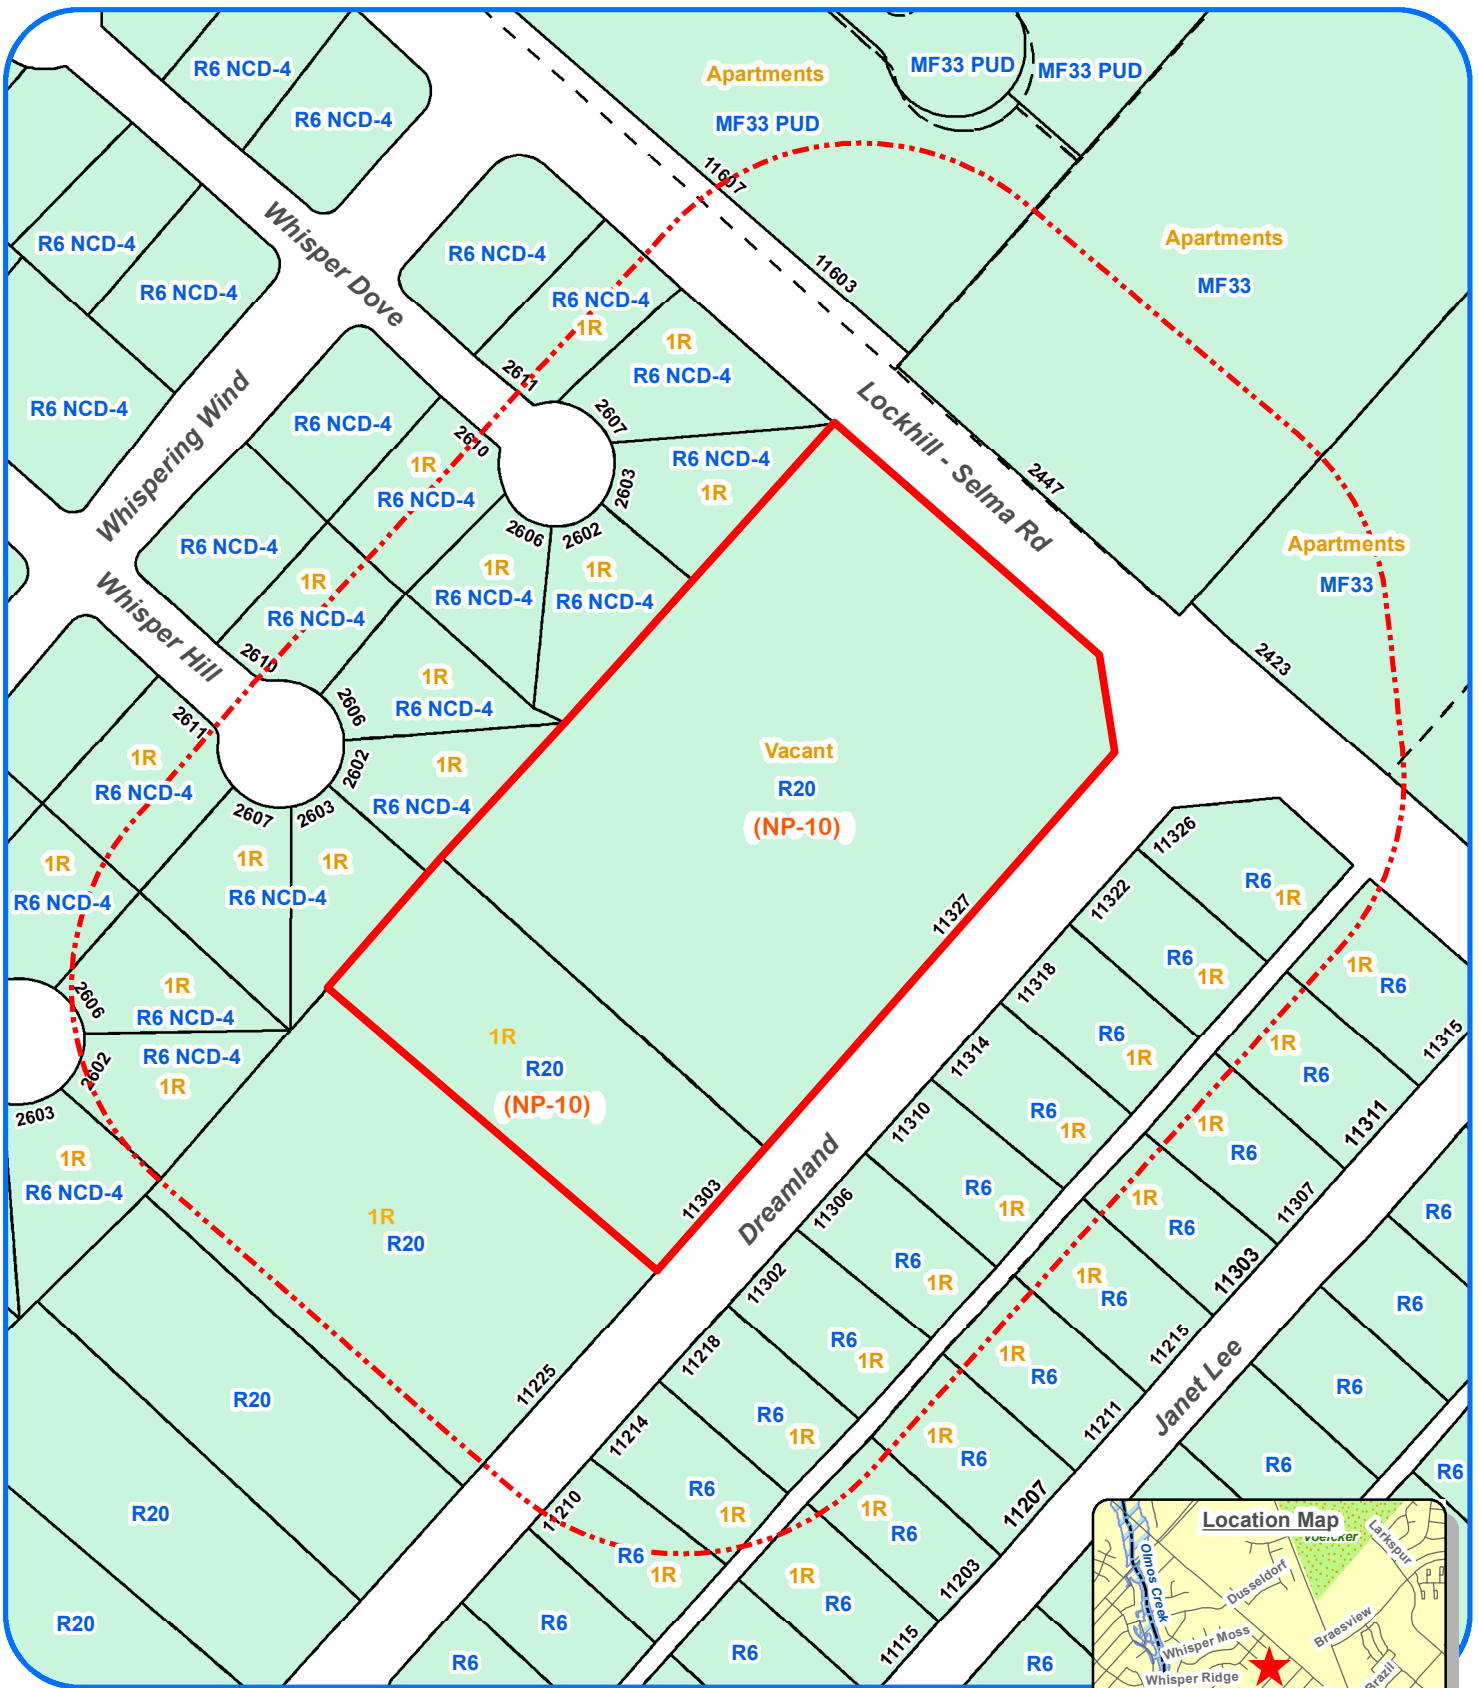 R6 NCD-4
R6 NCD-4
Apartments
MF33 PUD
MF33 PUD
MF33 PUD
11607
Whisper Dove
R6 NCD-4
R6 NCD-4
R6 NCD-4
11603
Apartments
MF33
R6 NCD-4
1R
1R
R6 NCD-4
2611
Whispering Wind
R6 NCD-4
R6 NCD-4
2610
2607
Lockhill - Selma Rd
R6 NCD-4
1R
1R
R6 NCD-4
2603
2447
2606
2602
R6 NCD-4
Apartments
MF33
Whisper Hill
1R
R6 NCD-4
1R
R6 NCD-4
1R
R6 NCD-4
2610
2423
1R
R6 NCD-4
2606
2611
1R
R6 NCD-4
2602
1R
R6 NCD-4
Vacant
R20
(NP-10)
2607
2603
1R
R6 NCD-4
1R
1R
R6 NCD-4
11326
11322
R6
1R
11327
11318
R6
1R
1R
R6
1R
R6 NCD-4
2606
1R
R20
(NP-10)
R6 NCD-4
1R
2602
2603
11314
R6
1R
1R
R6
11315
11310
R6
1R
1R
R6
11311
1R
R6 NCD-4
11303
Dreamland
11306
R6
1R
1R
R6
11307
R6
1R
R20
11302
R6
1R
1R
R6
11303
R6
11218
R6
1R
1R
R6
11215
R6
Janet Lee
R20
11225
11214
R6
1R
1R
R6
11211
R6
R6
R20
11210
R6
1R
1R
R6
11207
R6
1R
1R
R6
11203
R20
R6
R6
R6
11115
R6
Location Map
Voelcker
Larkspur
Olmos Creek
Dusseldorf
Whisper Moss
Braesview
Whisper Ridge
Brazil